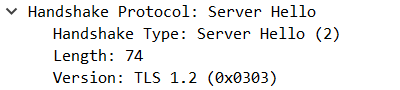 Handshake Protocol: Server Hello
Handshake Type: Server Hello (2)
Length: 74
Version: TLS 1.2 (0x0303)